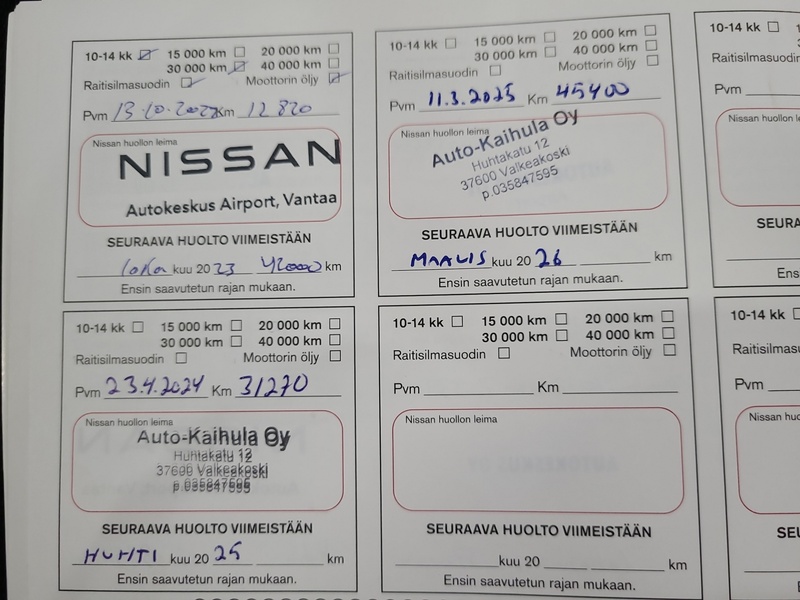 10-14 kk 15 000 km 20 000 km
30 000 km 40 000 km
Raitisilmasuodin Moottorin öljy
Pvm 13.10.2022 Km 12 820
Nissan huollon leima
NISSAN
Autokeskus Airport, Vantaa
SEURAAVA HUOLTO VIIMEISTÄÄN
loka kuu 20 23 42000 km
Ensin saavutetun rajan mukaan.
10-14 kk 15 000 km 20 000 km
30 000 km 40 000 km
Raitisilmasuodin Moottorin öljy
Pvm 23.4.2024 Km 31270
Nissan huollon leima
Auto-Kaihula Oy
Huhtakatu 12
37600 Valkeakoski
p.035847595
SEURAAVA HUOLTO VIIMEISTÄÄN
HUHTI kuu 20 25 km
Ensin saavutetun rajan mukaan.
10-14 kk 15 000 km 20 000 km
30 000 km 40 000 km
Raitisilmasuodin Moottorin öljy
Pvm 11.3.2025 Km 45400
Nissan huollon leima
Auto-Kaihula Oy
Huhtakatu 12
37600 Valkeakoski
p.035847595
SEURAAVA HUOLTO VIIMEISTÄÄN
MAALIS kuu 20 26 km
Ensin saavutetun rajan mukaan.
10-14 kk 15 000 km 20 000 km
30 000 km 40 000 km
Raitisilmasuodin Moottorin öljy
Pvm Km
Nissan huollon leima
SEURAAVA HUOLTO VIIMEISTÄÄN
kuu 20 km
Ensin saavutetun rajan mukaan.
10-14 kk
Raitisilmasuod
Pvm
Nissan huol
SEURA
Ens
10-14 kk
Raitisilmasu
Pvm
Nissan huo
SEU